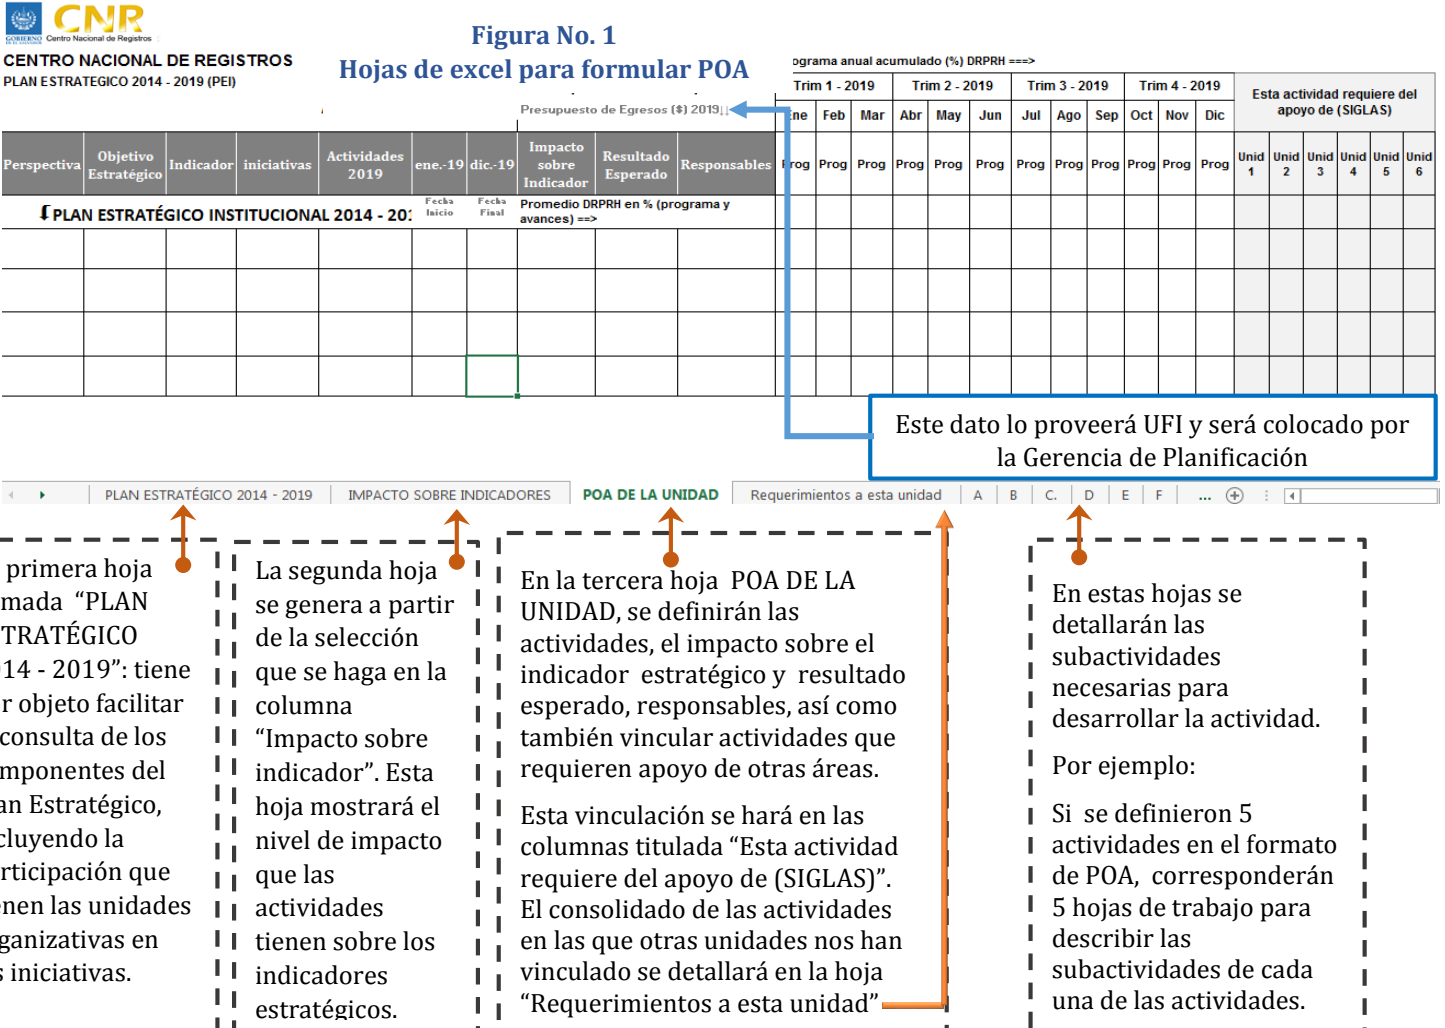 GOBIERNO
CNR
Centro Nacional de Registros
CENTRO NACIONAL DE REGISTROS
PLAN ESTRATEGICO 2014 - 2019 (PEI)
Figura No. 1
Hojas de excel para formular POA
ograma anual acumulado (%) DRPRH ===>
Trim 1 - 2019 Trim 2 - 2019 Trim 3 - 2019 Trim 4 - 2019
Esta actividad requiere del
apoyo de (SIGLAS)
Presupuesto de Egresos ($) 2019↓↓
Ene Feb Mar Abr May Jun Jul Ago Sep Oct Nov Dic
Perspectiva Objetivo Estratégico Indicador iniciativas Actividades 2019 ene.-19 dic.-19 Impacto sobre Indicador Resultado Esperado Responsables Prog Prog Prog Prog Prog Prog Prog Prog Prog Prog Prog Prog Unid 1 Unid 2 Unid 3 Unid 4 Unid 5 Unid 6
PLAN ESTRATÉGICO INSTITUCIONAL 2014 - 201 Fecha Inicio Fecha Final Promedio DRPRH en % (programa y
avances) ==>
Este dato lo proveerá UFI y será colocado por
la Gerencia de Planificación
PLAN ESTRATÉGICO 2014 - 2019 IMPACTO SOBRE INDICADORES POA DE LA UNIDAD Requerimientos a esta unidad A B C. D E F ...
primera hoja
mada “PLAN
TRATÉGICO
14 - 2019”: tiene
r objeto facilitar
consulta de los
mponentes del
an Estratégico,
cluyendo la
rticipación que
enen las unidades
ganizativas en
s iniciativas.
La segunda hoja
se genera a partir
de la selección
que se haga en la
columna
“Impacto sobre
indicador”. Esta
hoja mostrará el
nivel de impacto
que las
actividades
tienen sobre los
indicadores
estratégicos.
En la tercera hoja POA DE LA
UNIDAD, se definirán las
actividades, el impacto sobre el
indicador estratégico y resultado
esperado, responsables, así como
también vincular actividades que
requieren apoyo de otras áreas.
Esta vinculación se hará en las
columnas titulada “Esta actividad
requiere del apoyo de (SIGLAS)”.
El consolidado de las actividades
en las que otras unidades nos han
vinculado se detallará en la hoja
“Requerimientos a esta unidad”
En estas hojas se
detallarán las
subactividades
necesarias para
desarrollar la actividad.
Por ejemplo:
Si se definieron 5
actividades en el formato
de POA, corresponderán
5 hojas de trabajo para
describir las
subactividades de cada
una de las actividades.